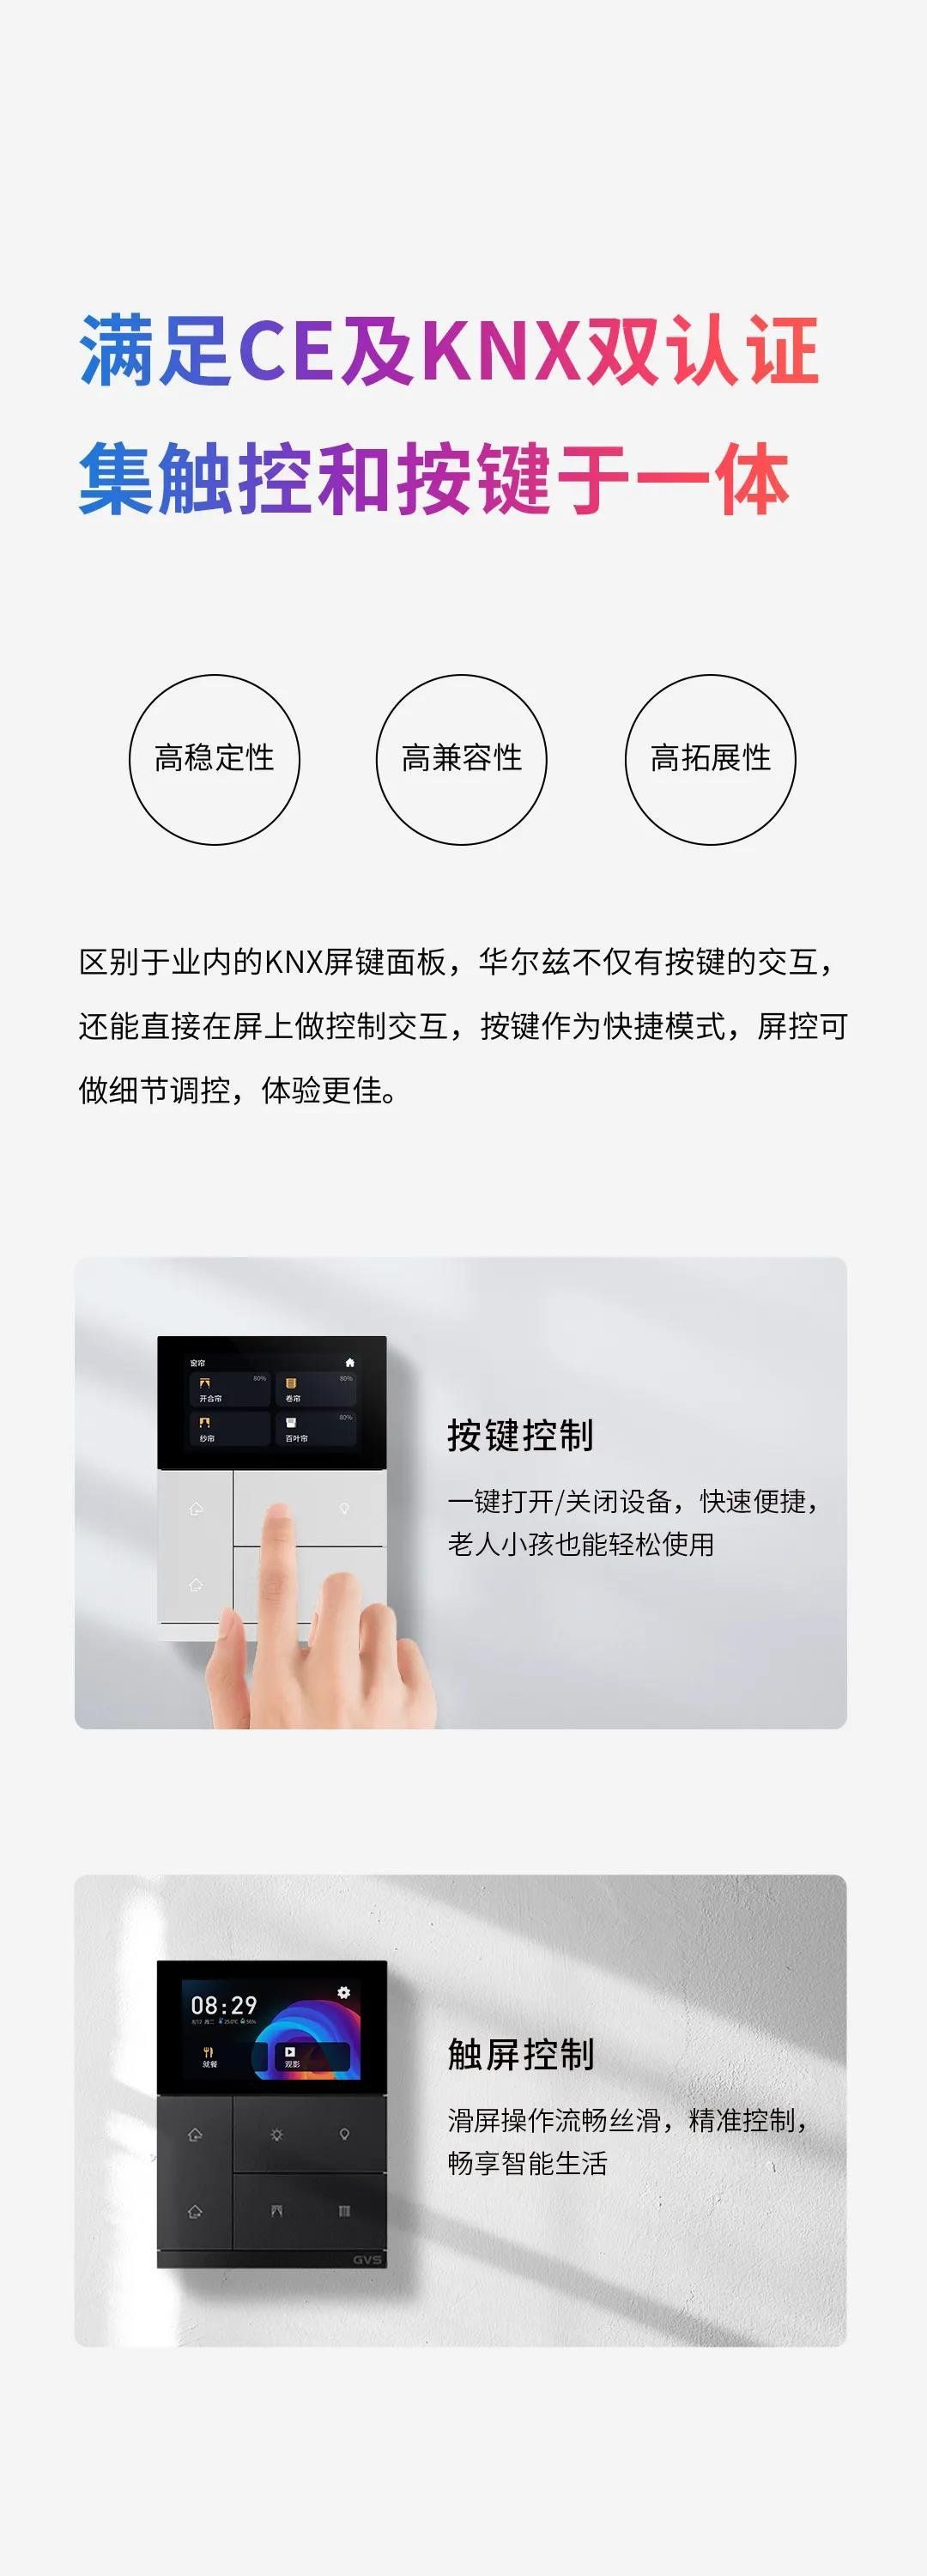 满足CE及KNX双认证
集触控和按键于一体
高稳定性
高兼容性
高拓展性
区别于业内的KNX屏键面板，华尔兹不仅有按键的交互，
还能直接在屏上做控制交互，按键作为快捷模式，屏控可
做细节调控，体验更佳。
窗帘
80%
开合帘
80%
卷帘
纱帘
80%
百叶帘
按键控制
一键打开/关闭设备，快速便捷，
老人小孩也能轻松使用
08:29
就餐
观影
GVS
触屏控制
滑屏操作流畅丝滑，精准控制，
畅享智能生活